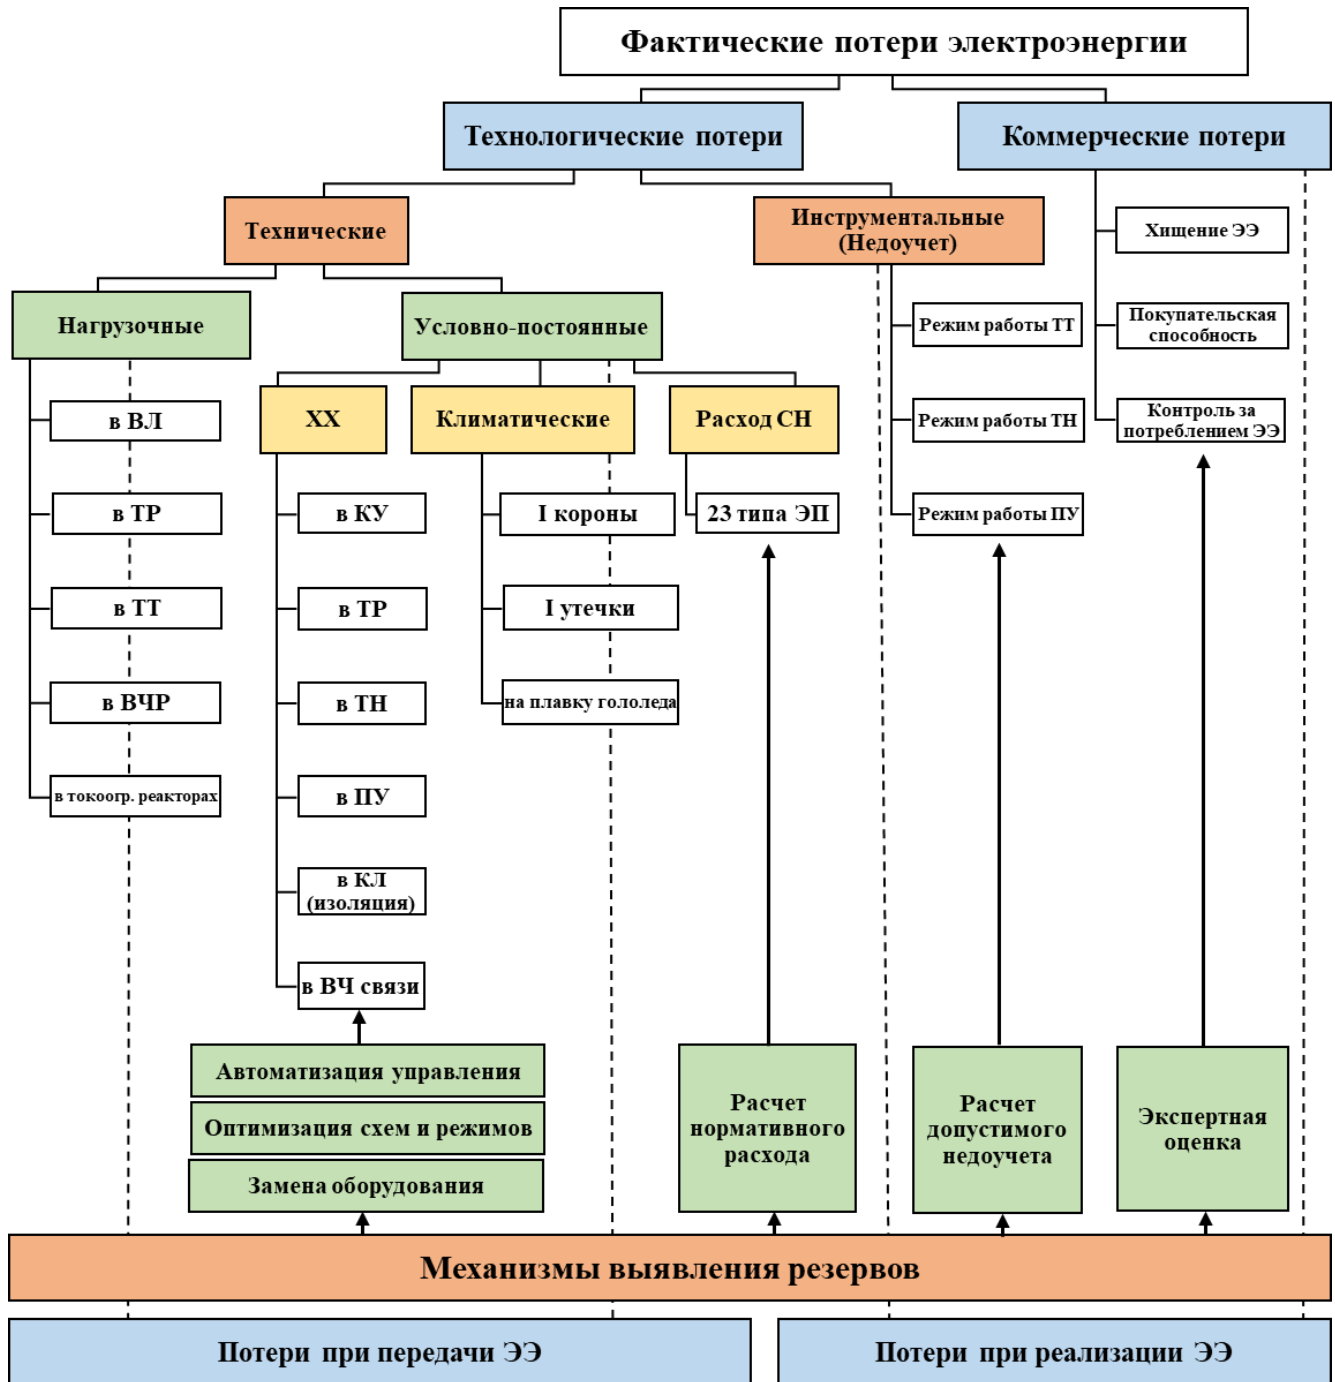 Фактические потери электроэнергии
Технологические потери
Коммерческие потери
Технические
Инструментальные
(Недоучет)
Хищение ЭЭ
Нагрузочные
Условно-постоянные
Режим работы ТТ
Покупательская
способность
в ВЛ
ХХ
Климатические
Расход СН
Режим работы ТН
Контроль за
потреблением ЭЭ
в ТР
в КУ
I короны
23 типа ЭП
Режим работы ПУ
в ТТ
в ТР
I утечки
в ВЧР
в ТН
на плавку гололеда
в токоогр. реакторах
в ПУ
в КЛ
(изоляция)
в ВЧ связи
Автоматизация управления
Оптимизация схем и режимов
Замена оборудования
Расчет
нормативного
расхода
Расчет
допустимого
недоучета
Экспертная
оценка
Механизмы выявления резервов
Потери при передачи ЭЭ
Потери при реализации ЭЭ